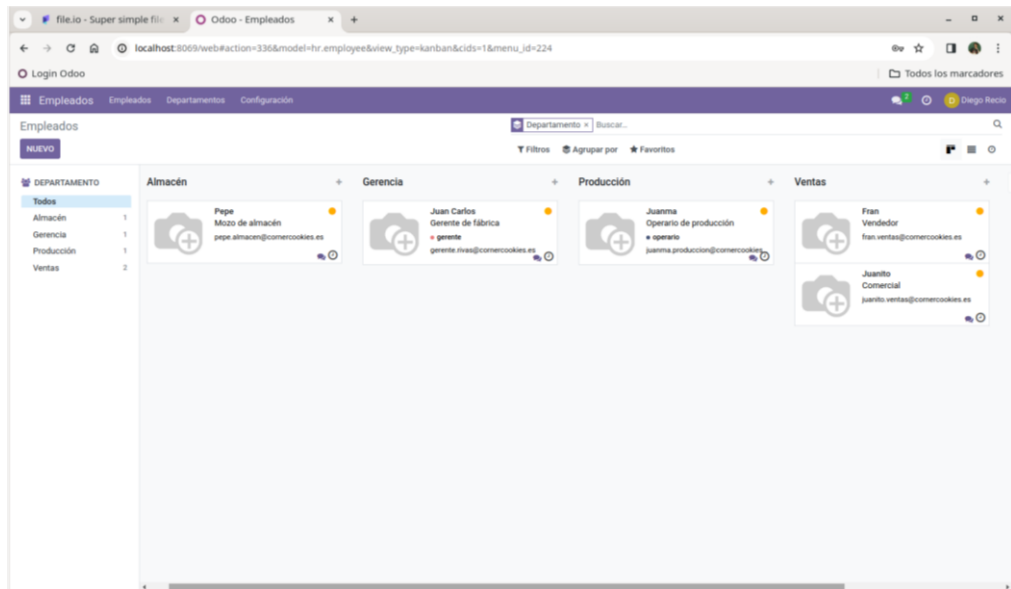 file.io - Super simple file
Odoo - Empleados
localhost:8069/web#action=336&model=hr.employee&view_type=kanban&cids=1&menu_id=224
Login Odoo
Todos los marcadores
Empleados Empleados Departamentos Configuración
2
D Diego Recio
Empleados
Departamento × Buscar...
NUEVO
Filtros Agrupar por Favoritos
DEPARTAMENTO
Todos
Almacén 1
Gerencia 1
Producción 1
Ventas 2
Almacén
Pepe
Mozo de almacén
pepe.almacen@comercookies.es
Gerencia
Juan Carlos
Gerente de fábrica
gerente
gerente.rivas@comercookies.es
Producción
Juanma
Operario de producción
operario
juanma.produccion@comercookies.
Ventas
Fran
Vendedor
fran.ventas@comercookies.es
Juanito
Comercial
juanito.ventas@comercookies.es